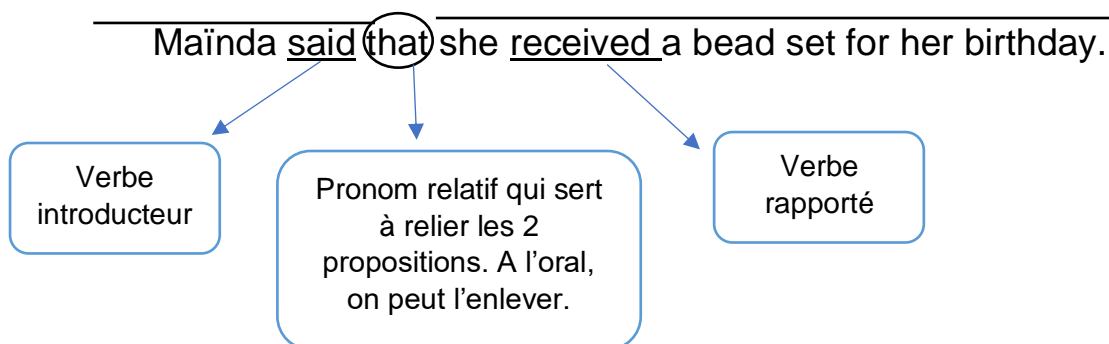 Maïnda said that she received a bead set for her birthday.
Verbe
introducteur
Pronom relatif qui sert
à relier les 2
propositions. A l’oral,
on peut l’enlever.
Verbe
rapporté